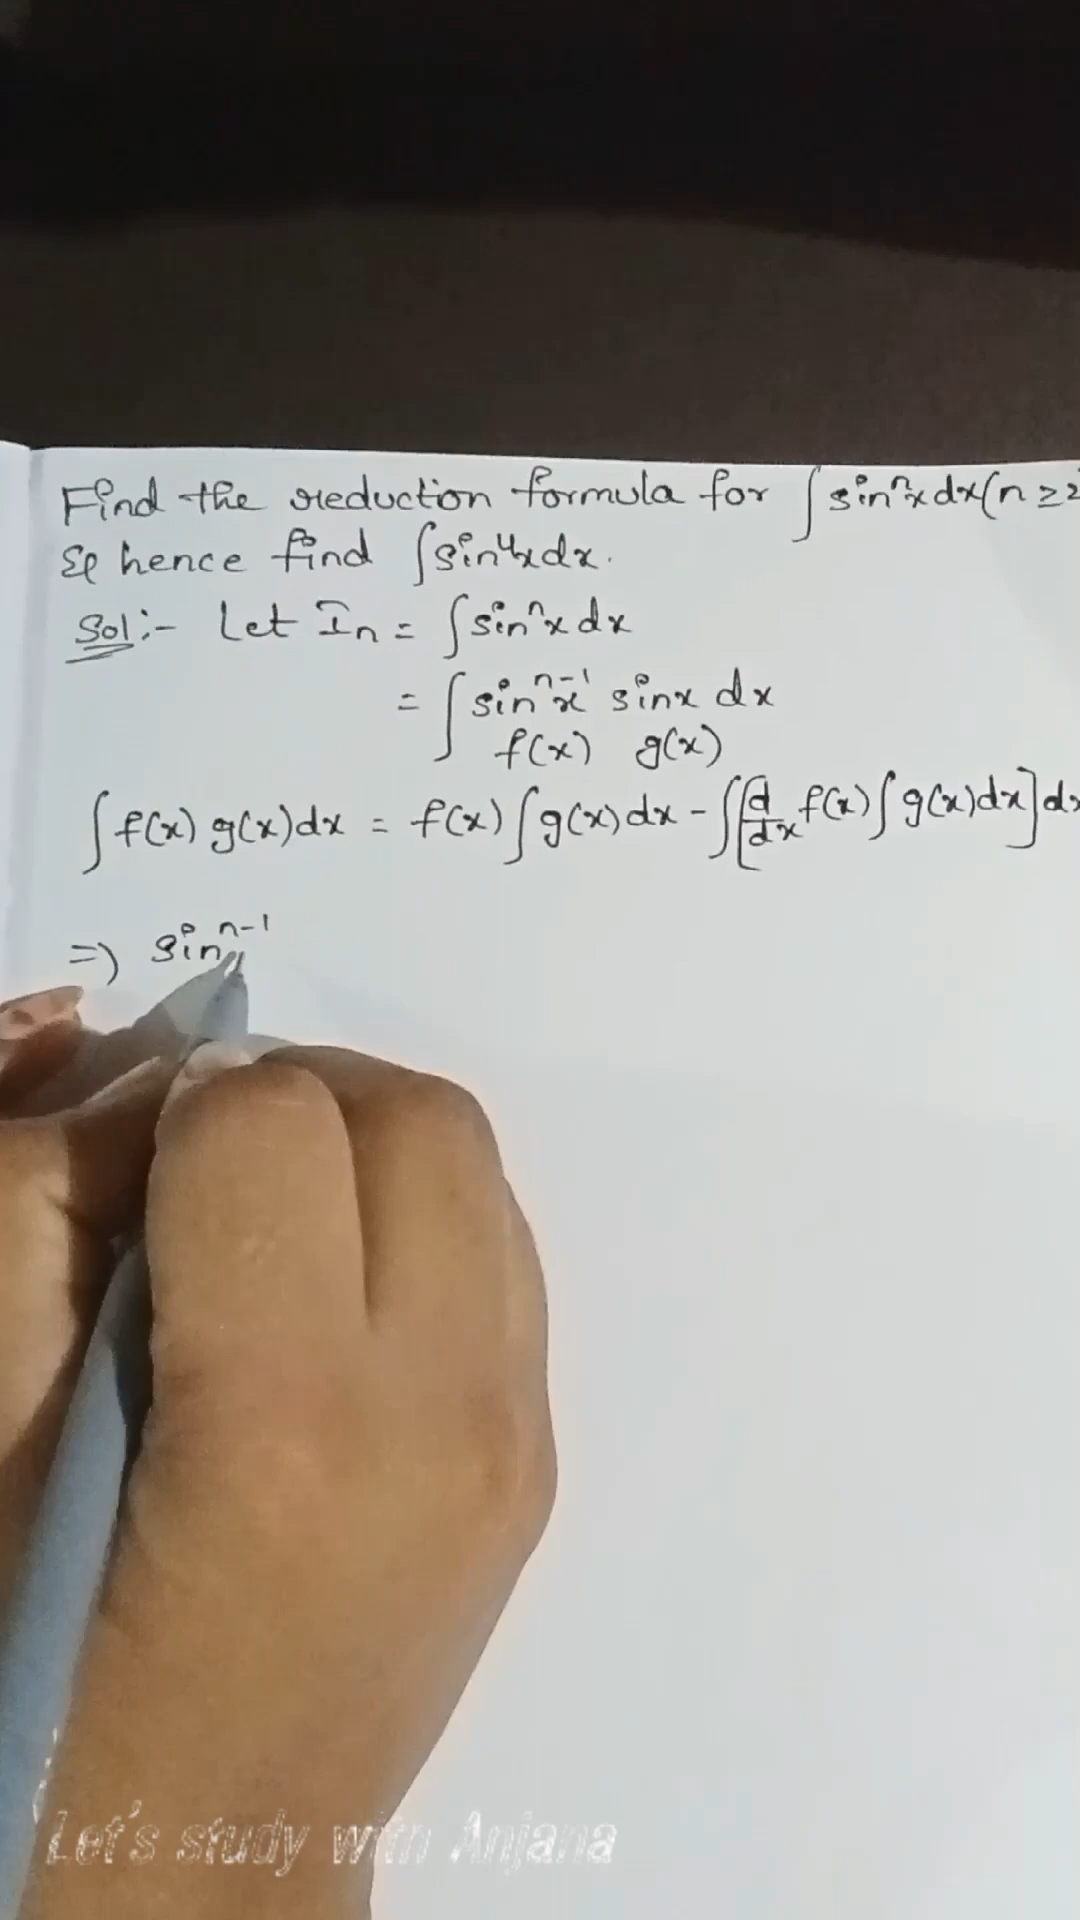 Find the reduction formula for ∫sinⁿx dx (n ≥ 2
& hence find ∫sin⁴x dx.
Sol:- Let Iₙ = ∫sinⁿx dx
= ∫sinⁿ⁻¹x sinx dx
f(x) g(x)
∫f(x) g(x)dx = f(x)∫g(x)dx - ∫[d/dx f(x)∫g(x)dx]dx
=) sinⁿ⁻¹
Let's study with Anjana